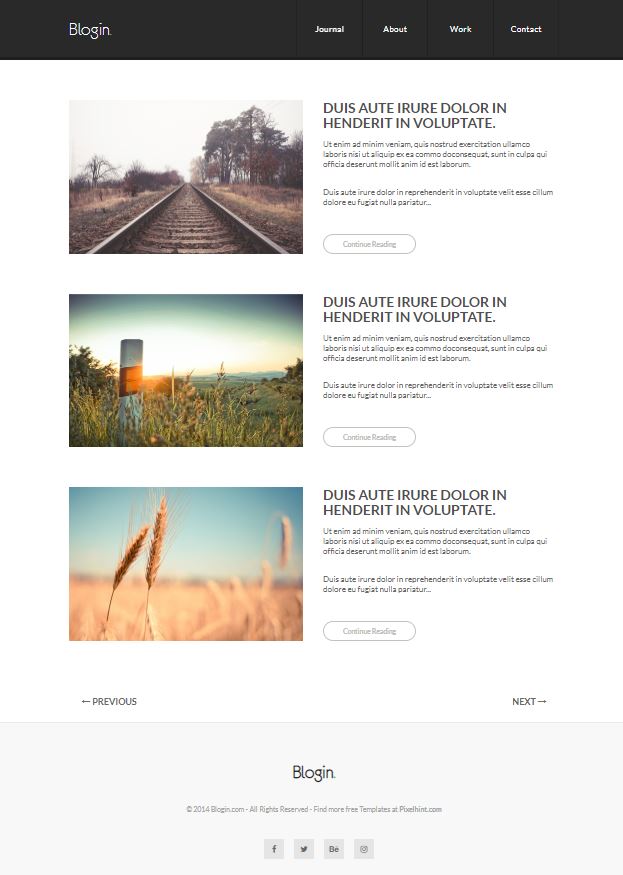 Blogin.
Journal
About
Work
Contact
DUIS AUTE IRURE DOLOR IN
HENDERIT IN VOLUPTATE.
Ut enim ad minim veniam, quis nostrud exercitation ullamco
laboris nisi ut aliquip ex ea commo doconsequat, sunt in culpa qui
officia deserunt mollit anim id est laborum.
Duis aute irure dolor in reprehenderit in voluptate velit esse cillum
dolore eu fugiat nulla pariatur...
Continue Reading
DUIS AUTE IRURE DOLOR IN
HENDERIT IN VOLUPTATE.
Ut enim ad minim veniam, quis nostrud exercitation ullamco
laboris nisi ut aliquip ex ea commo doconsequat, sunt in culpa qui
officia deserunt mollit anim id est laborum.
Duis aute irure dolor in reprehenderit in voluptate velit esse cillum
dolore eu fugiat nulla pariatur...
Continue Reading
DUIS AUTE IRURE DOLOR IN
HENDERIT IN VOLUPTATE.
Ut enim ad minim veniam, quis nostrud exercitation ullamco
laboris nisi ut aliquip ex ea commo doconsequat, sunt in culpa qui
officia deserunt mollit anim id est laborum.
Duis aute irure dolor in reprehenderit in voluptate velit esse cillum
dolore eu fugiat nulla pariatur...
Continue Reading
← PREVIOUS
NEXT →
Blogin.
© 2014 Blogin.com - All Rights Reserved - Find more free Templates at Pixelhint.com
f
Bē